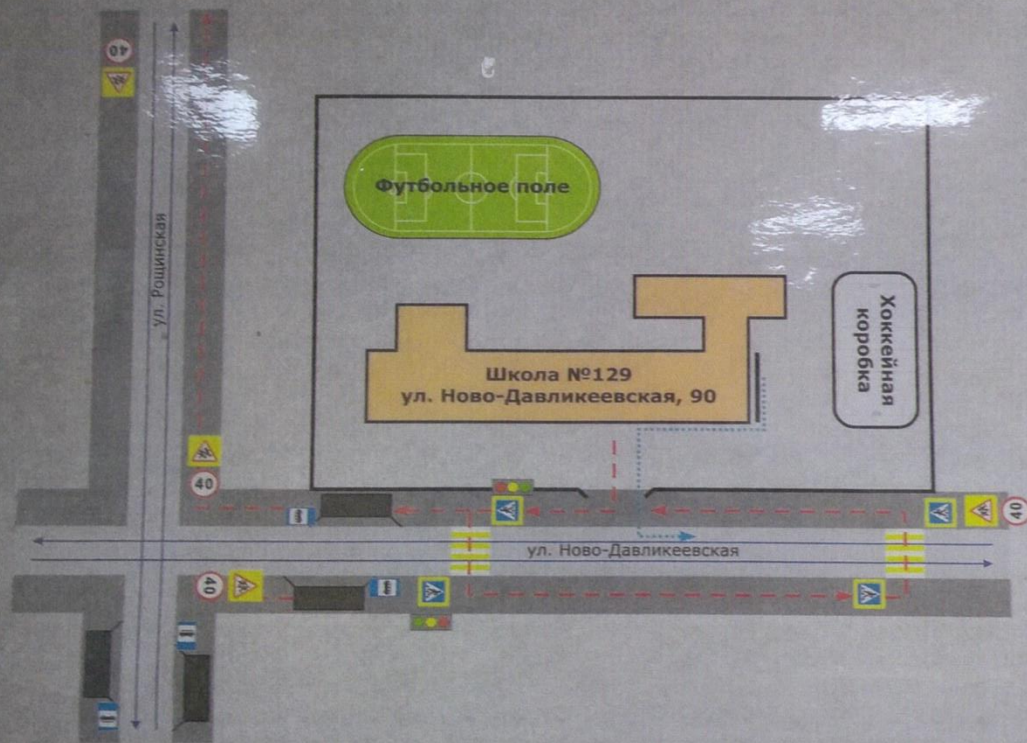 40
ул. Рощинская
Футбольное поле
Хоккейная
коробка
Школа №129
ул. Ново-Давликеевская, 90
40
40
ул. Ново-Давликеевская
40